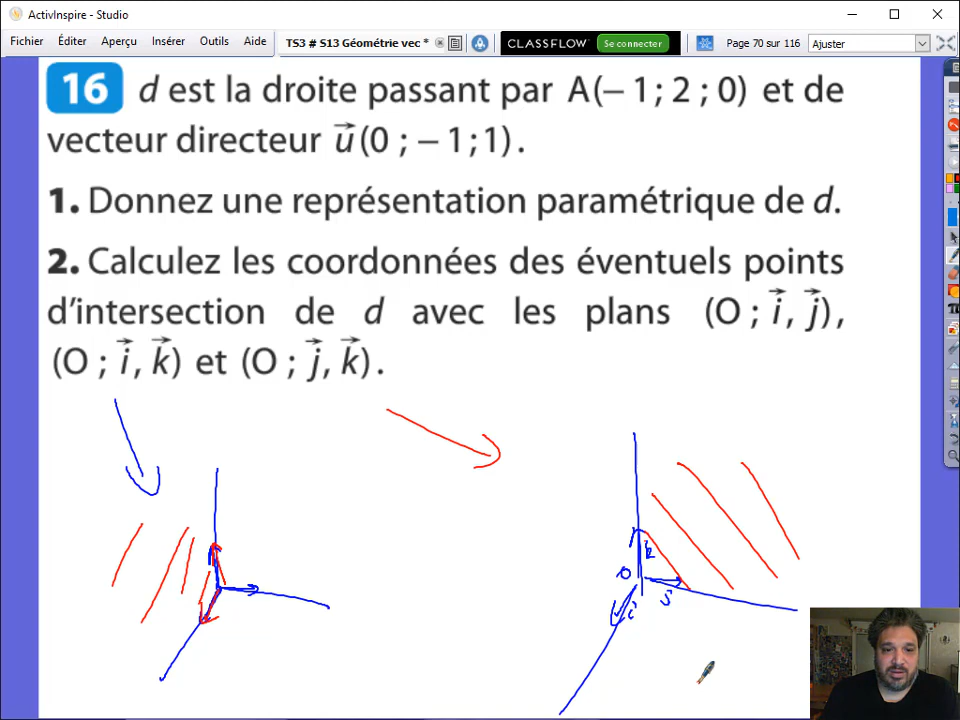 ActivInspire - Studio
Fichier Éditer Aperçu Insérer Outils Aide TS3 # S13 Géométrie vec * CLASSFLOW Se connecter Page 70 sur 116 Ajuster
16 d est la droite passant par A(– 1 ; 2 ; 0) et de
vecteur directeur u⃗ (0 ; – 1 ; 1).
1. Donnez une représentation paramétrique de d.
2. Calculez les coordonnées des éventuels points
d'intersection de d avec les plans (O ; i⃗, j⃗),
(O ; i⃗, k⃗) et (O ; j⃗, k⃗).
k
O
i j